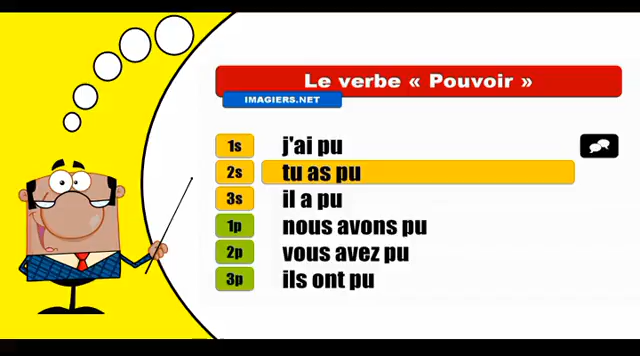 Le verbe « Pouvoir »
IMAGIERS.NET
1s j'ai pu
2s tu as pu
3s il a pu
1p nous avons pu
2p vous avez pu
3p ils ont pu